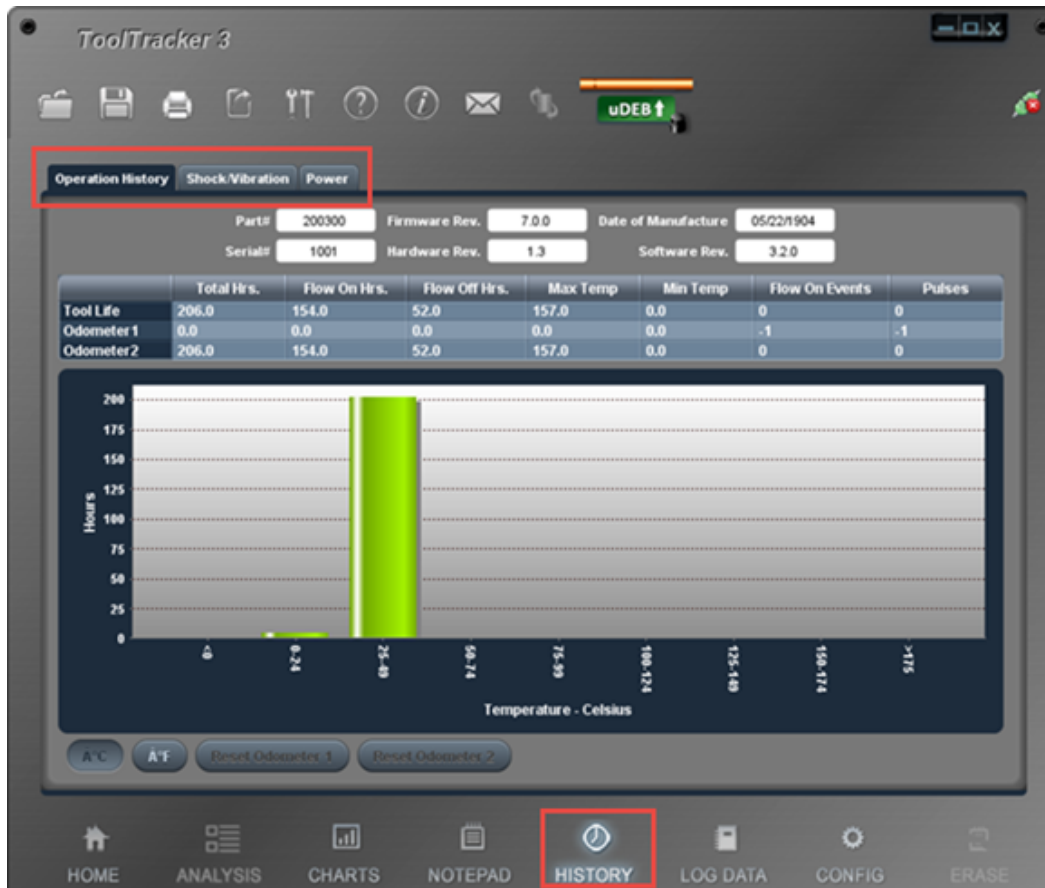 ToolTracker 3
uDEB
Operation History Shock/Vibration Power
Part# 200300 Firmware Rev. 7.0.0 Date of Manufacture 05/22/1904
Serial# 1001 Hardware Rev. 1.3 Software Rev. 3.2.0
Total Hrs. Flow On Hrs. Flow Off Hrs. Max Temp Min Temp Flow On Events Pulses
Tool Life 206.0 154.0 52.0 157.0 0.0 0 0
Odometer1 0.0 0.0 0.0 0.0 0.0 -1 -1
Odometer2 206.0 154.0 52.0 157.0 0.0 0 0
200
175
150
125
100
75
50
25
0
Hours
<0 0-24 25-49 50-74 75-99 100-124 125-149 150-174 >175
Temperature - Celsius
Â°C Â°F Reset Odometer 1 Reset Odometer 2
HOME ANALYSIS CHARTS NOTEPAD HISTORY LOG DATA CONFIG ERASE